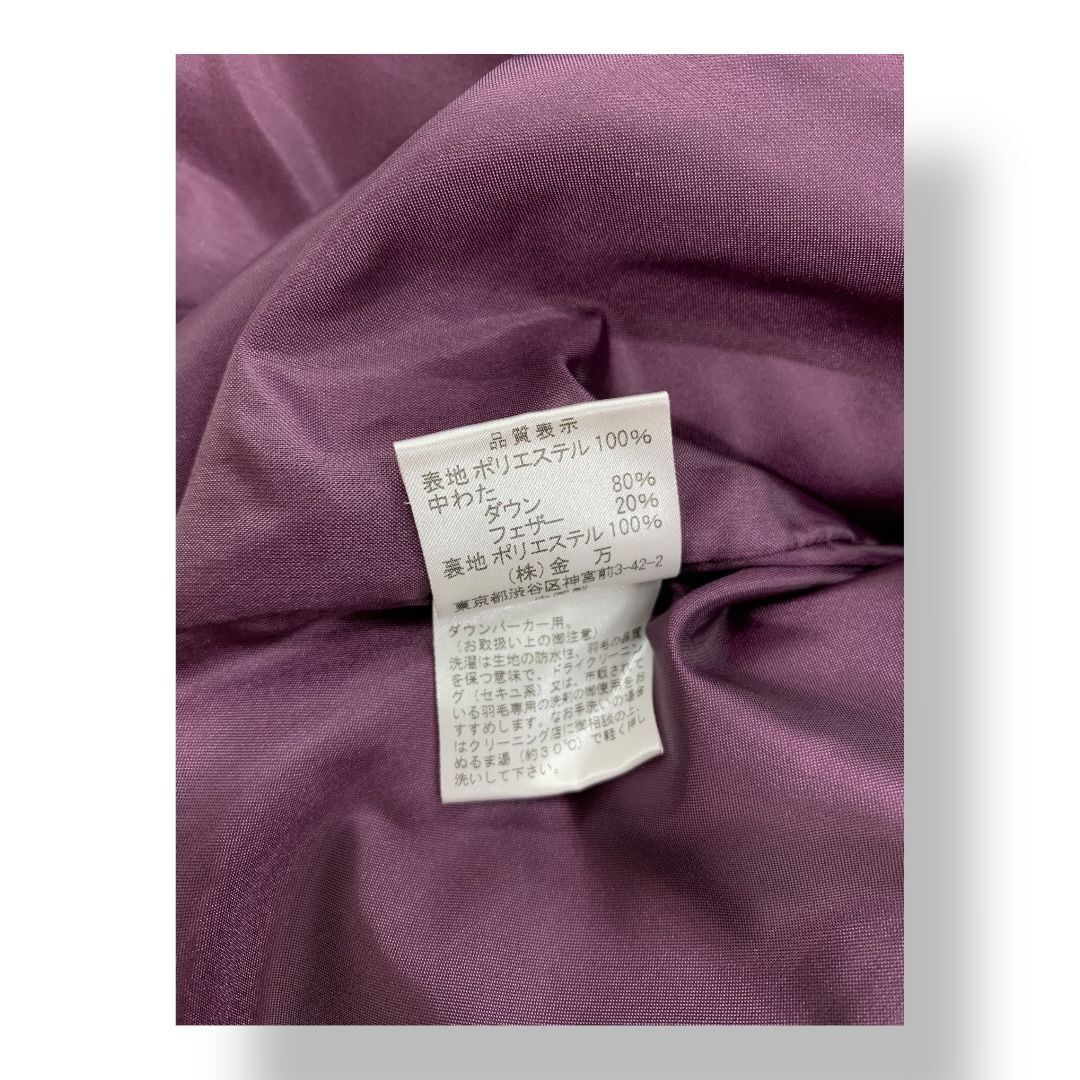 品質表示
表地 ポリエステル 100%
中わた
ダウン 80%
フェザー 20%
裏地 ポリエステル 100%
(株)金 万
東京都渋谷区神宮前3-42-2
ダウンパーカー用。
(お取扱い上の御注意)
洗濯は生地の防水性、羽毛の品質
を保つ意味で、ドライクリーニン
グ(セキユ系)又は、市販されて
いる羽毛専用の洗剤の御使用をお
すすめします。なお手洗いの場合
はクリーニング店に御相談の上、
ぬるま湯(約30℃)で軽く押し
洗いして下さい。